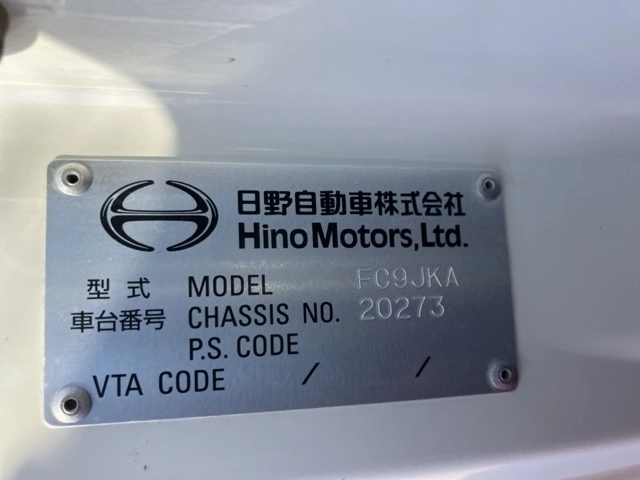 日野自動車株式会社
Hino Motors, Ltd.
型式 MODEL FC9JKA
車台番号 CHASSIS NO. 20273
P.S. CODE
VTA CODE / /